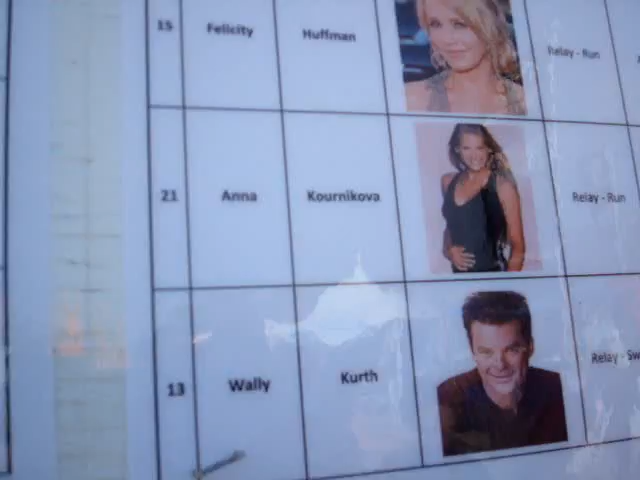 15 Felicity Huffman Relay - Run
21 Anna Kournikova Relay - Run
13 Wally Kurth Relay - Sw